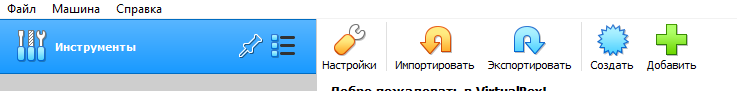 Файл Машина Справка
Инструменты
Настройки Импортировать Экспортировать Создать Добавить
Добро пожаловать в VirtualBox!